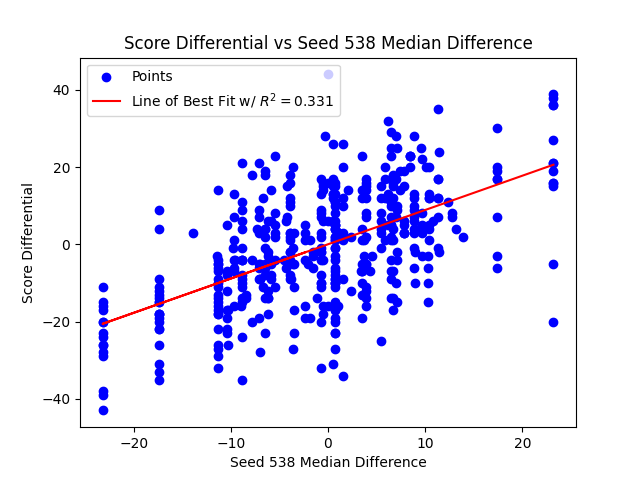 Score Differential vs Seed 538 Median Difference
Points
Line of Best Fit w/ R² = 0.331
Score Differential
40
20
0
−20
−40
−20
−10
0
10
20
Seed 538 Median Difference